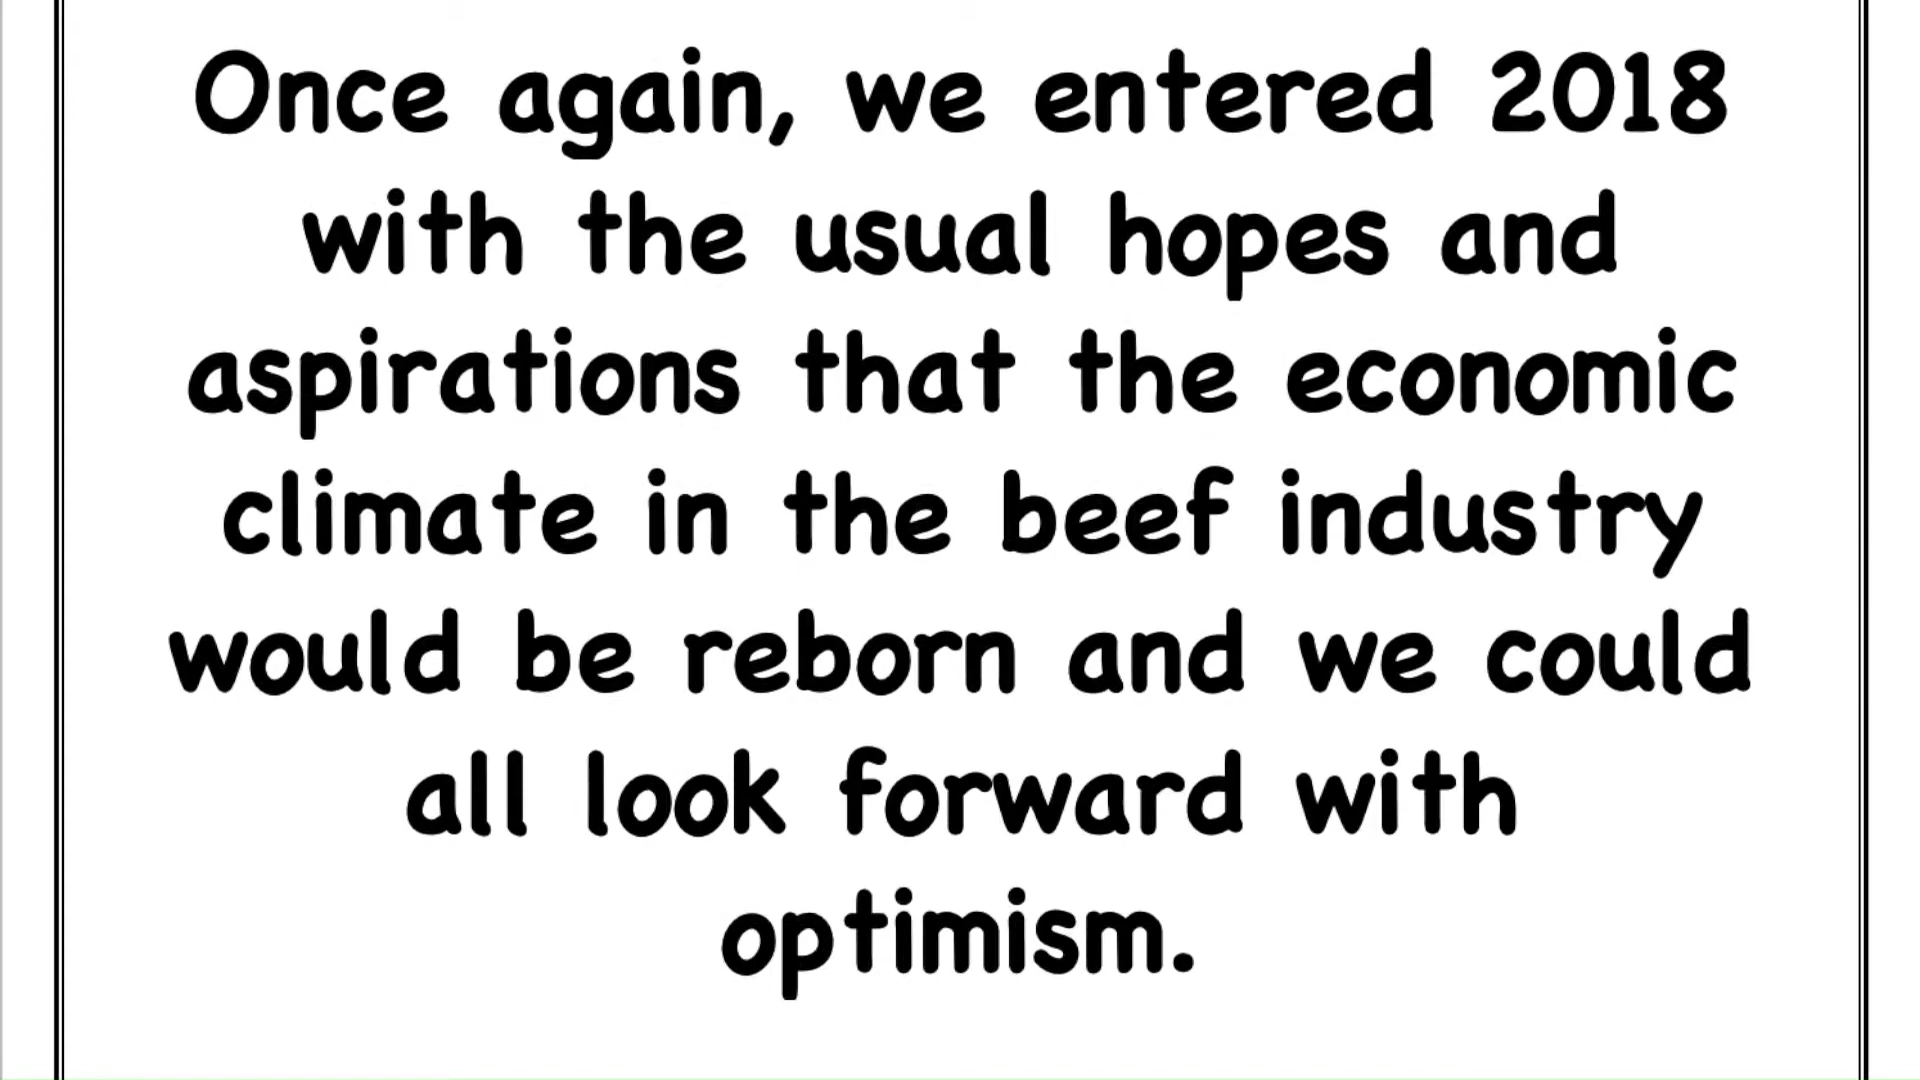 Once again, we entered 2018
with the usual hopes and
aspirations that the economic
climate in the beef industry
would be reborn and we could
all look forward with
optimism.